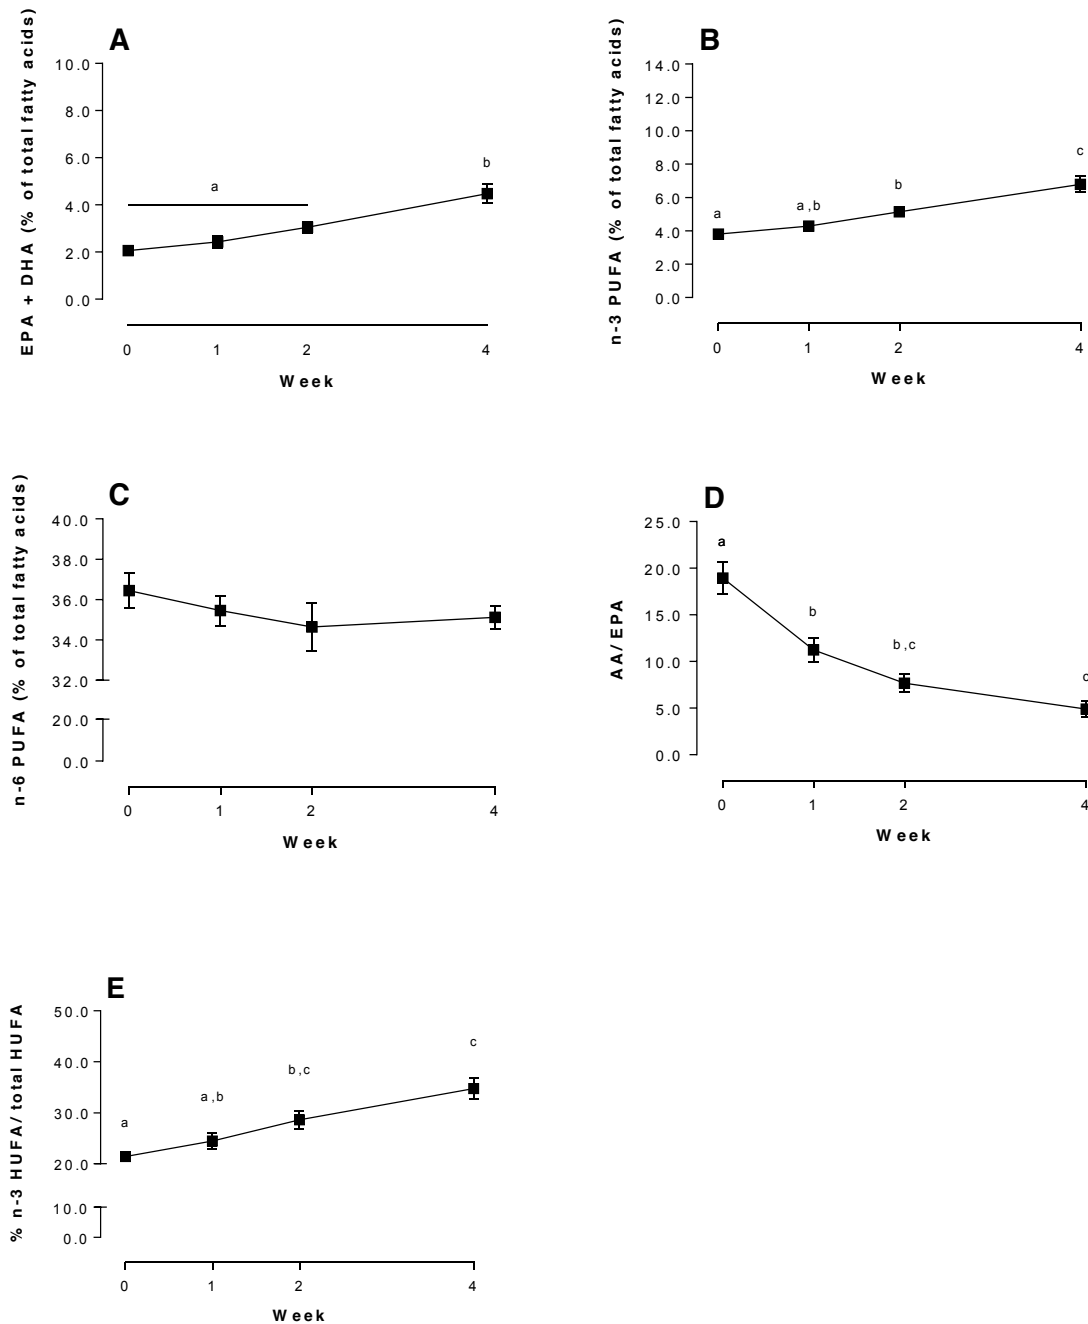 A
EPA + DHA (% of total fatty acids)
10.0
8.0
6.0
4.0
2.0
0.0
a
b
0 1 2 4
Week
B
n-3 PUFA (% of total fatty acids)
14.0
12.0
10.0
8.0
6.0
4.0
2.0
0.0
a
a,b
b
c
0 1 2 4
Week
C
n-6 PUFA (% of total fatty acids)
40.0
38.0
36.0
34.0
32.0
20.0
0.0
0 1 2 4
Week
D
AA/EPA
25.0
20.0
15.0
10.0
5.0
0.0
a
b
b,c
c
0 1 2 4
Week
E
% n-3 HUFA/total HUFA
50.0
40.0
30.0
20.0
10.0
0.0
a
a,b
b,c
c
0 1 2 4
Week